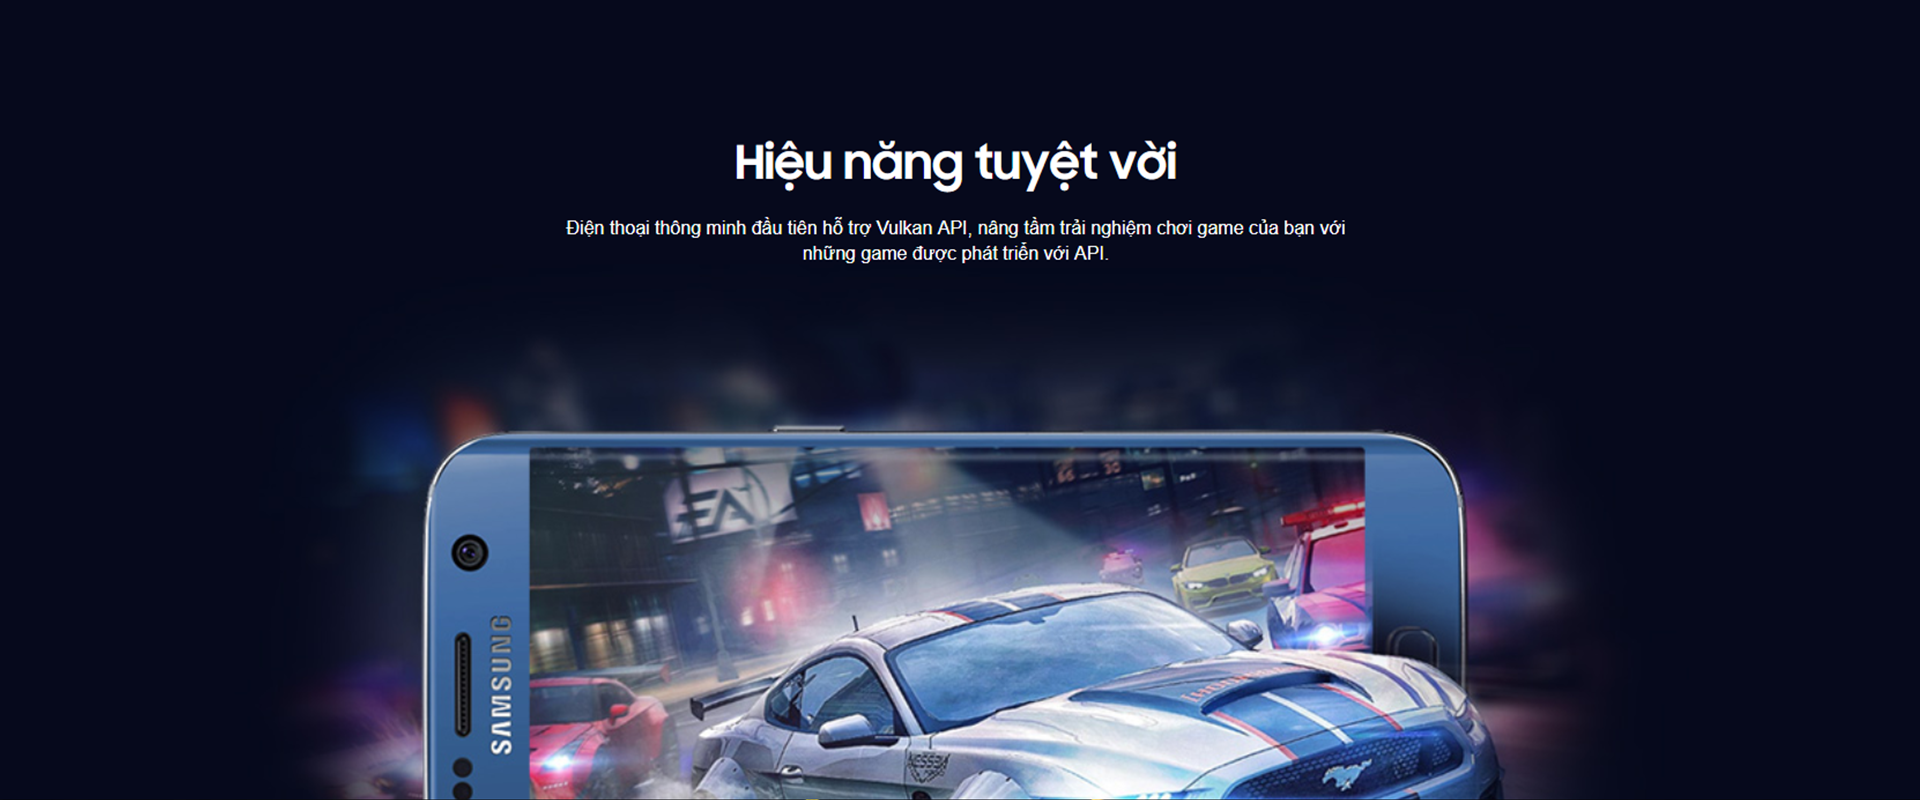 Hiệu năng tuyệt vời
Điện thoại thông minh đầu tiên hỗ trợ Vulkan API, nâng tầm trải nghiệm chơi game của bạn với
những game được phát triển với API.
EA
SAMSUNG